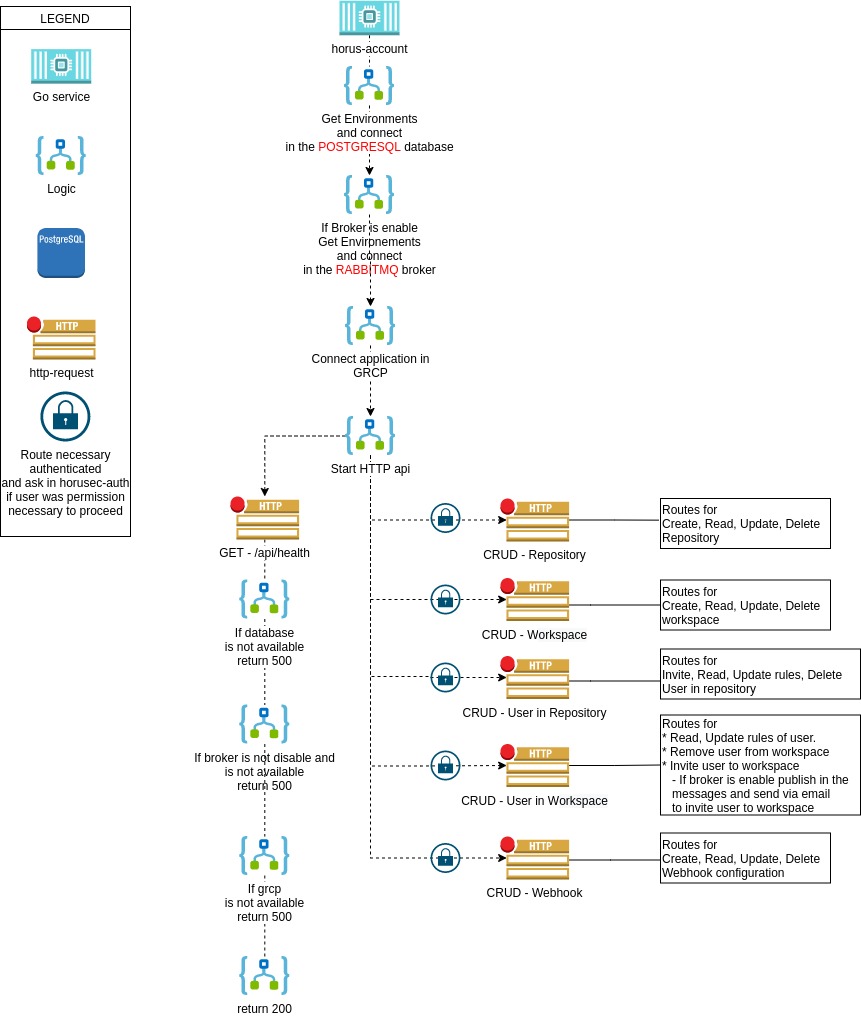 LEGEND
Go service
Logic
PostgreSQL
HTTP
http-request
Route necessary
authenticated
and ask in horusec-auth
if user was permission
necessary to proceed
horus-account
Get Environments
and connect
in the POSTGRESQL database
If Broker is enable
Get Environements
and connect
in the RABBITMQ broker
Connect application in
GRCP
Start HTTP api
HTTP
GET - /api/health
If database
is not available
return 500
If broker is not disable and
is not available
return 500
If grcp
is not available
return 500
return 200
HTTP
CRUD - Repository
Routes for
Create, Read, Update, Delete
Repository
HTTP
CRUD - Workspace
Routes for
Create, Read, Update, Delete
workspace
HTTP
CRUD - User in Repository
Routes for
Invite, Read, Update rules, Delete
User in repository
HTTP
CRUD - User in Workspace
Routes for
* Read, Update rules of user.
* Remove user from workspace
* Invite user to workspace
- If broker is enable publish in the
messages and send via email
to invite user to workspace
HTTP
CRUD - Webhook
Routes for
Create, Read, Update, Delete
Webhook configuration